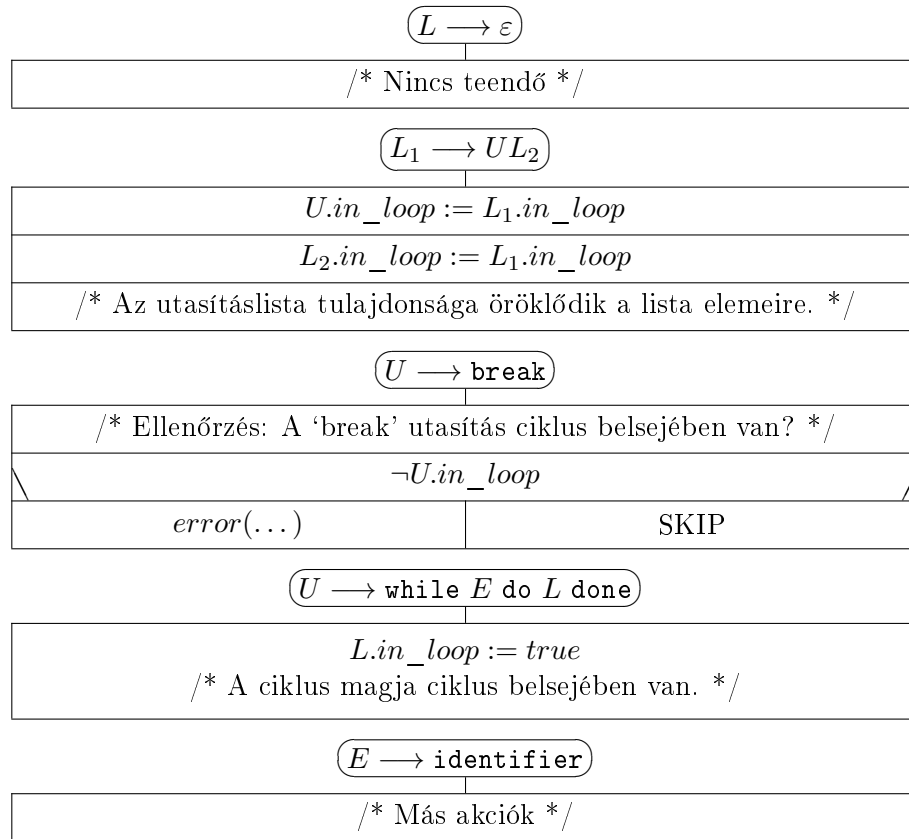 L ⟶ ε
/* Nincs teendő */
L₁ ⟶ UL₂
U.in_loop := L₁.in_loop
L₂.in_loop := L₁.in_loop
/* Az utasításlista tulajdonsága öröklődik a lista elemeire. */
U ⟶ break
/* Ellenőrzés: A ‘break’ utasítás ciklus belsejében van? */
¬U.in_loop
error(...) SKIP
U ⟶ while E do L done
L.in_loop := true
/* A ciklus magja ciklus belsejében van. */
E ⟶ identifier
/* Más akciók */